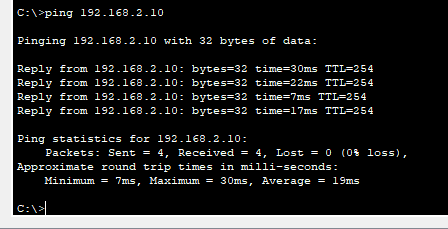 C:\>ping 192.168.2.10
Pinging 192.168.2.10 with 32 bytes of data:
Reply from 192.168.2.10: bytes=32 time=30ms TTL=254
Reply from 192.168.2.10: bytes=32 time=22ms TTL=254
Reply from 192.168.2.10: bytes=32 time=7ms TTL=254
Reply from 192.168.2.10: bytes=32 time=17ms TTL=254
Ping statistics for 192.168.2.10:
    Packets: Sent = 4, Received = 4, Lost = 0 (0% loss),
Approximate round trip times in milli-seconds:
    Minimum = 7ms, Maximum = 30ms, Average = 19ms
C:\>